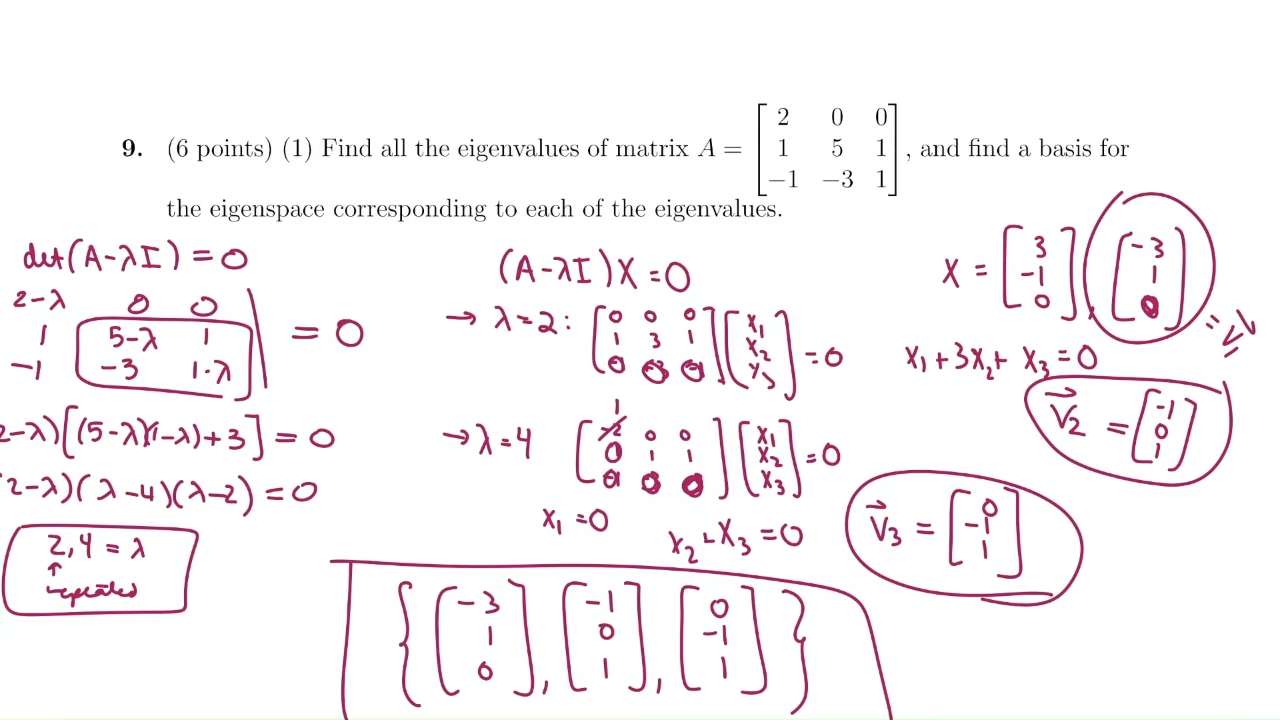 9. (6 points) (1) Find all the eigenvalues of matrix A = [2 0 0; 1 5 1; −1 −3 1], and find a basis for
the eigenspace corresponding to each of the eigenvalues.
det(A-λI) = 0
2-λ 0 0
1 5-λ 1 = 0
-1 -3 1-λ
2-λ)[(5-λ)(1-λ)+3] = 0
2-λ)(λ-4)(λ-2) = 0
2,4 = λ
↑
repeated
(A-λI)X = 0
→ λ=2: [0 0 0; 1 3 1; 0 0 0] [x₁; x₂; x₃] = 0
→ λ=4 [1 0 0; 0 1 1; 0 0 0] [x₁; x₂; x₃] = 0
x₁ = 0
x₂ + x₃ = 0
X = [3; -1; 0], [-3; 1; 0]
x₁ + 3x₂ + x₃ = 0
V₂ = [-1; 0; 1]
V₃ = [0; -1; 1]
{[-3; 1; 0], [-1; 0; 1], [0; -1; 1]}